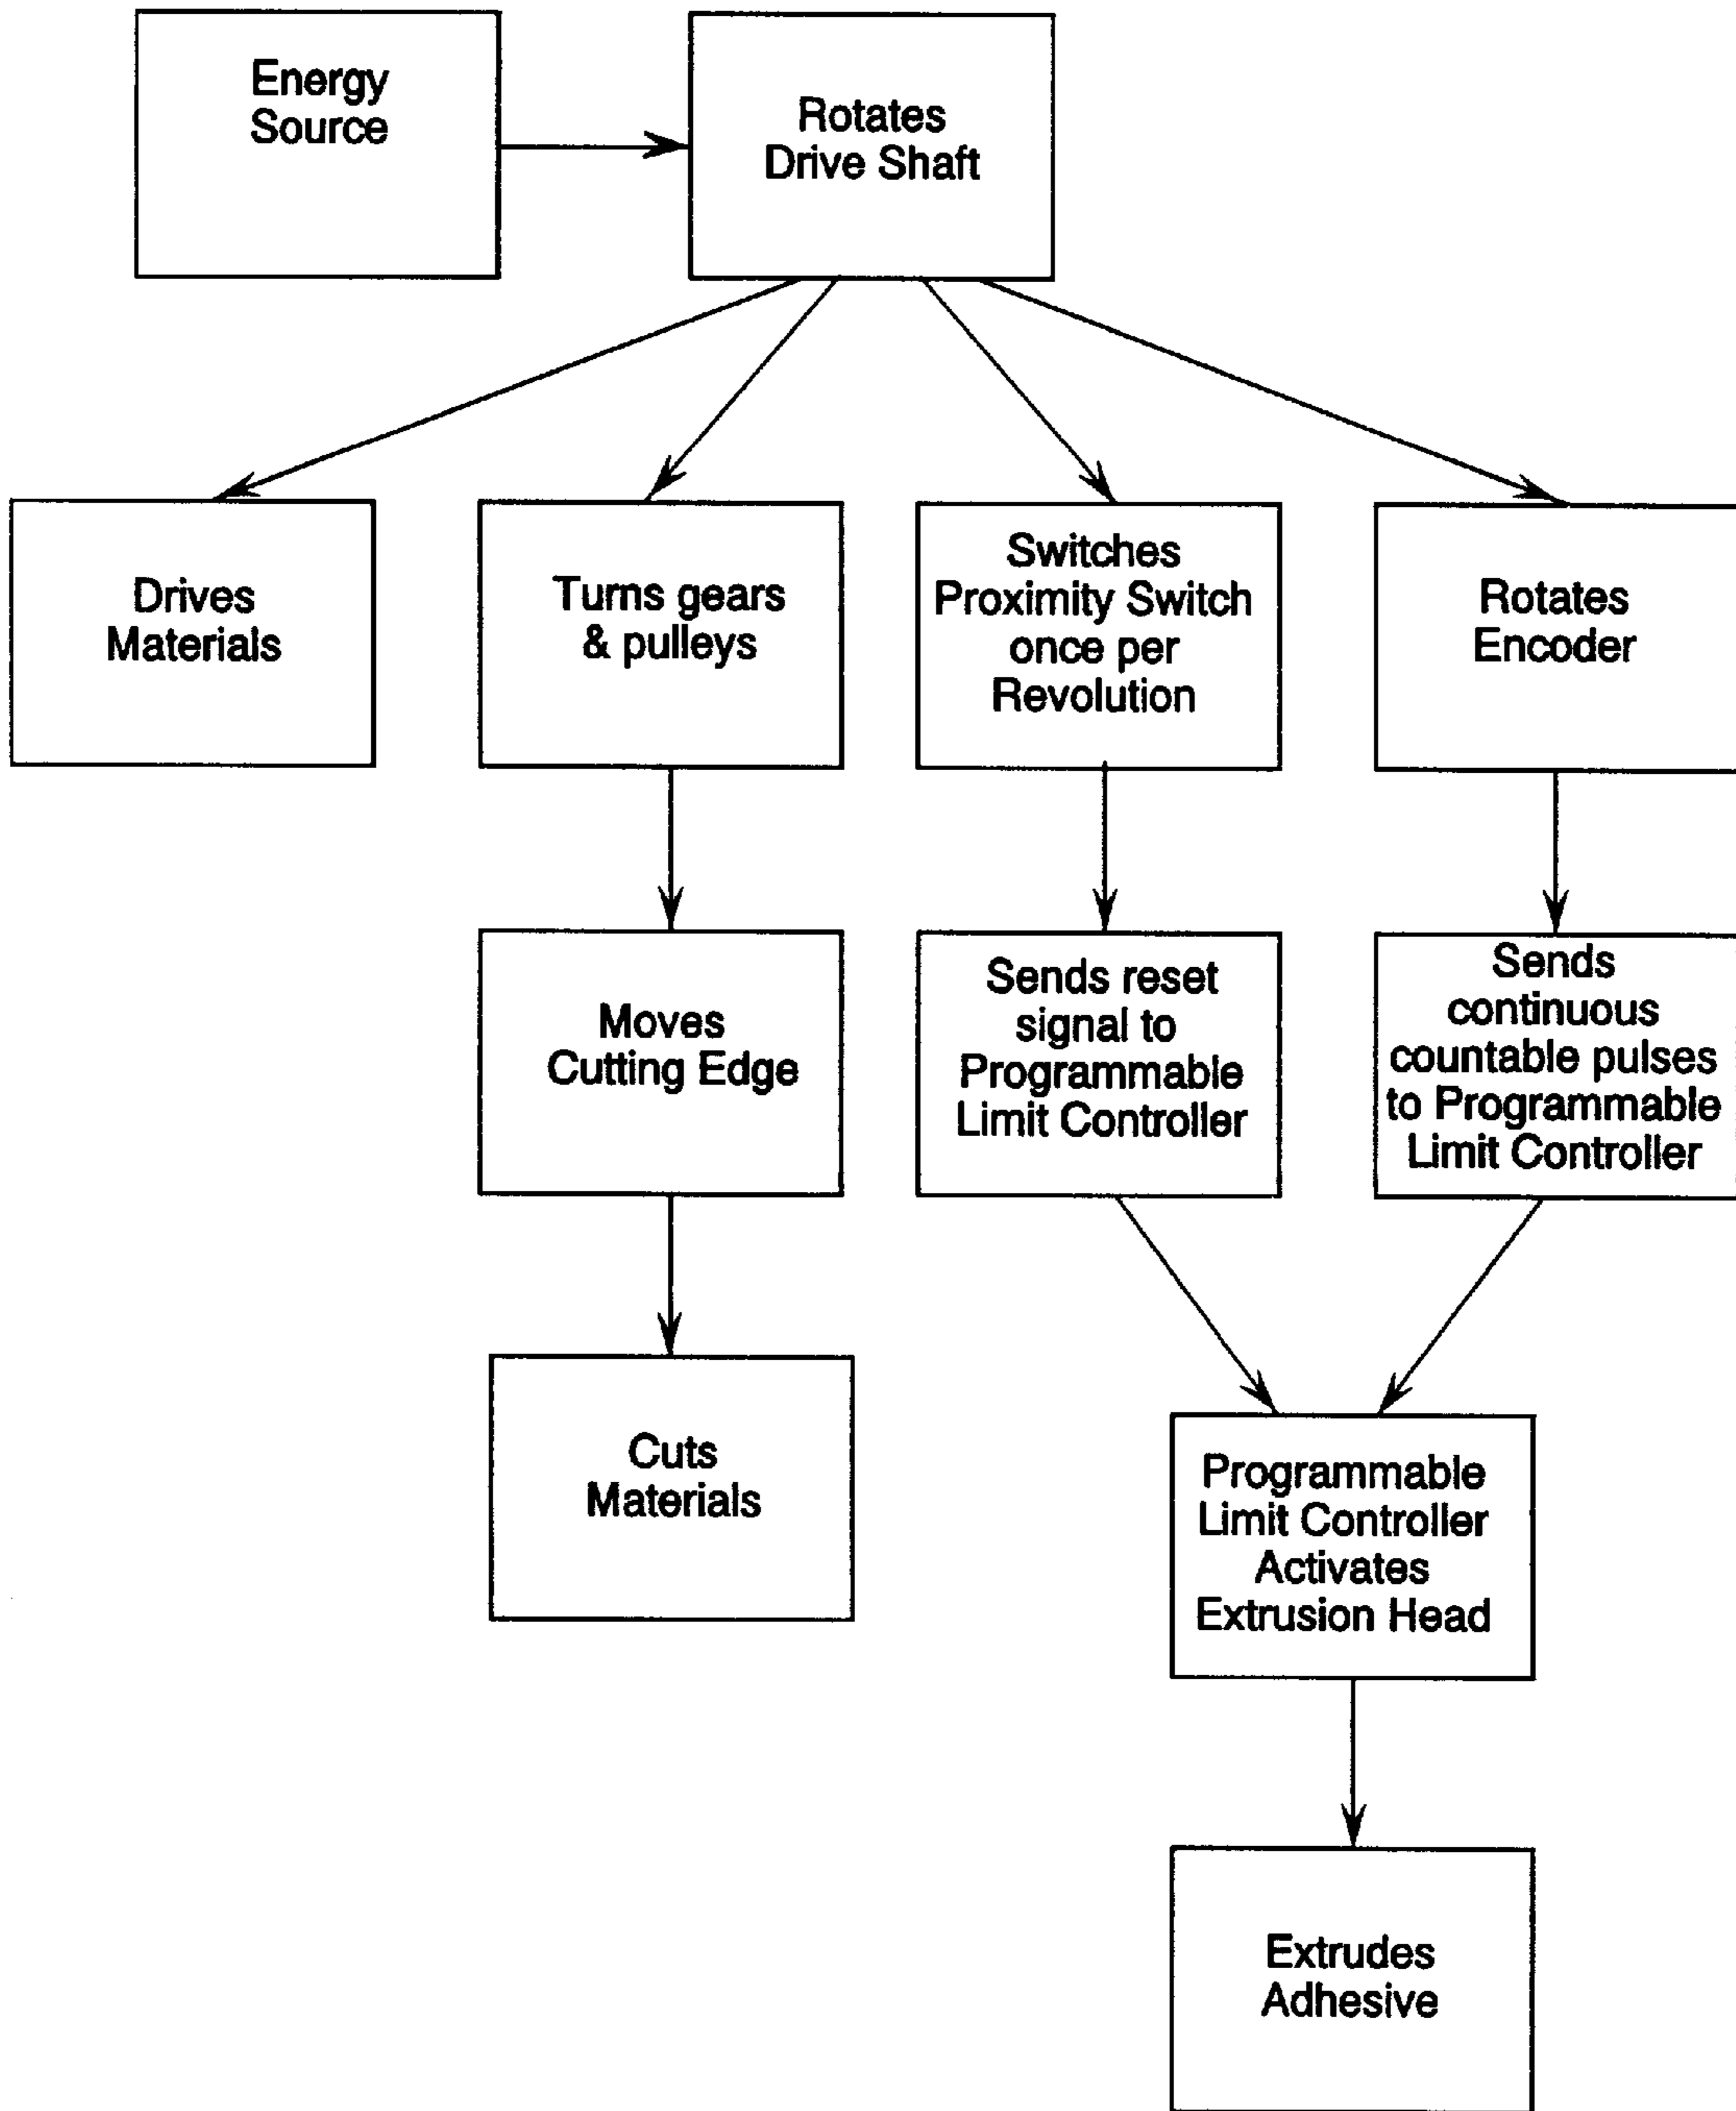 Energy
Source
Rotates
Drive Shaft
Drives
Materials
Turns gears
& pulleys
Switches
Proximity Switch
once per
Revolution
Rotates
Encoder
Moves
Cutting Edge
Sends reset
signal to
Programmable
Limit Controller
Sends
continuous
countable pulses
to Programmable
Limit Controller
Cuts
Materials
Programmable
Limit Controller
Activates
Extrusion Head
Extrudes
Adhesive